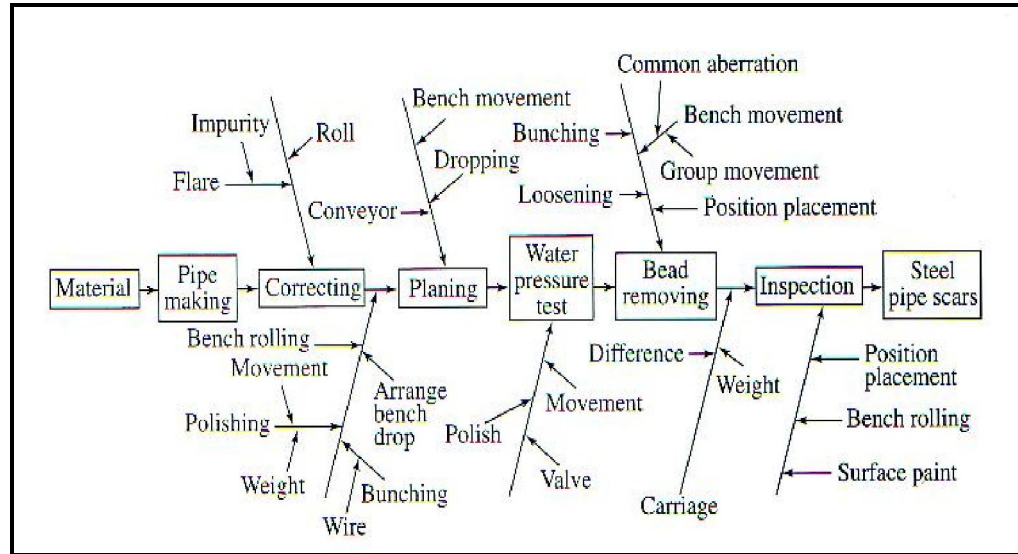 Common aberration
Bench movement
Impurity
Roll
Bunching
Bench movement
Dropping
Group movement
Flare
Loosening
Conveyor
Position placement
Material
Pipe
making
Correcting
Planing
Water
pressure
test
Bead
removing
Inspection
Steel
pipe scars
Bench rolling
Movement
Arrange
bench
drop
Polishing
Weight
Bunching
Wire
Movement
Polish
Valve
Difference
Weight
Carriage
Position
placement
Bench rolling
Surface paint